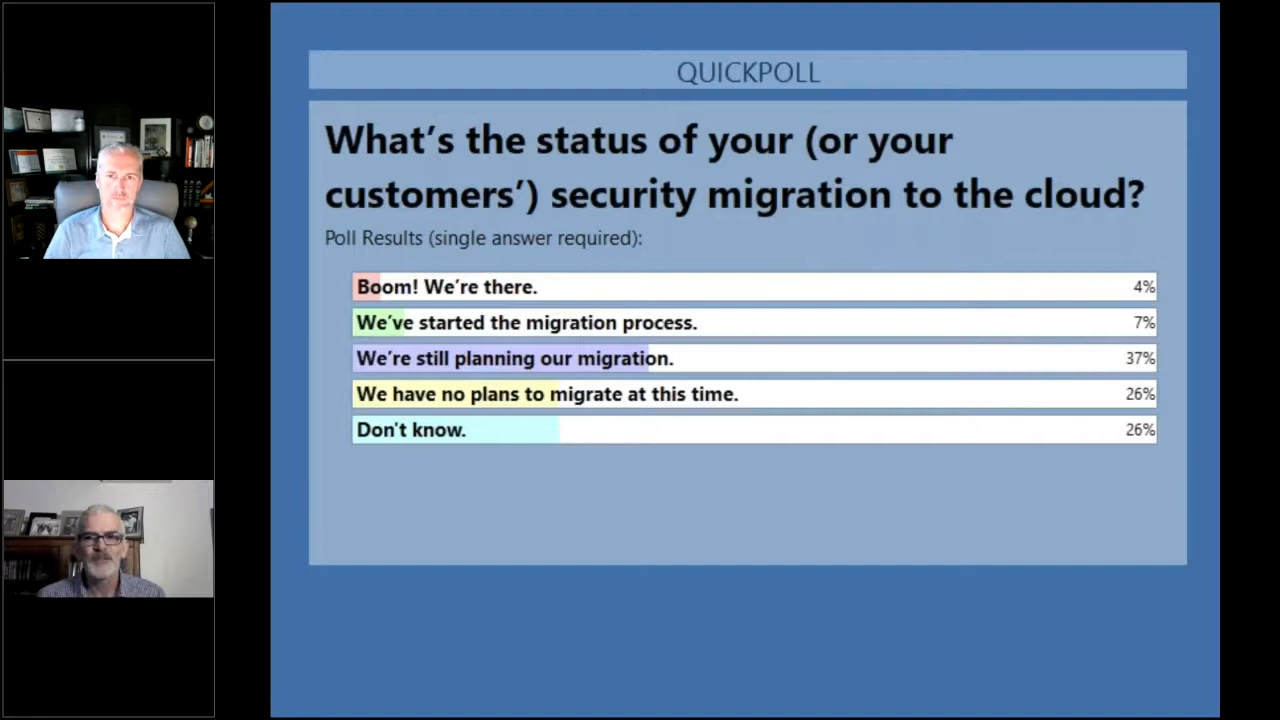 QUICKPOLL
What’s the status of your (or your
customers’) security migration to the cloud?
Poll Results (single answer required):
Boom! We’re there. 4%
We’ve started the migration process. 7%
We’re still planning our migration. 37%
We have no plans to migrate at this time. 26%
Don't know. 26%